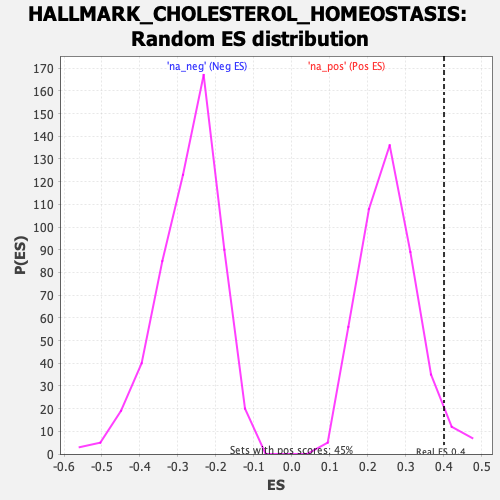 HALLMARK_CHOLESTEROL_HOMEOSTASIS:
Random ES distribution
'na_neg' (Neg ES) 'na_pos' (Pos ES)
170
160
150
140
130
120
110
100
90
80
70
60
50
40
30
20
10
0
P(ES)
Sets with pos scores: 45%
Real ES 0.4
-0.6 -0.5 -0.4 -0.3 -0.2 -0.1 0.0 0.1 0.2 0.3 0.4 0.5
ES